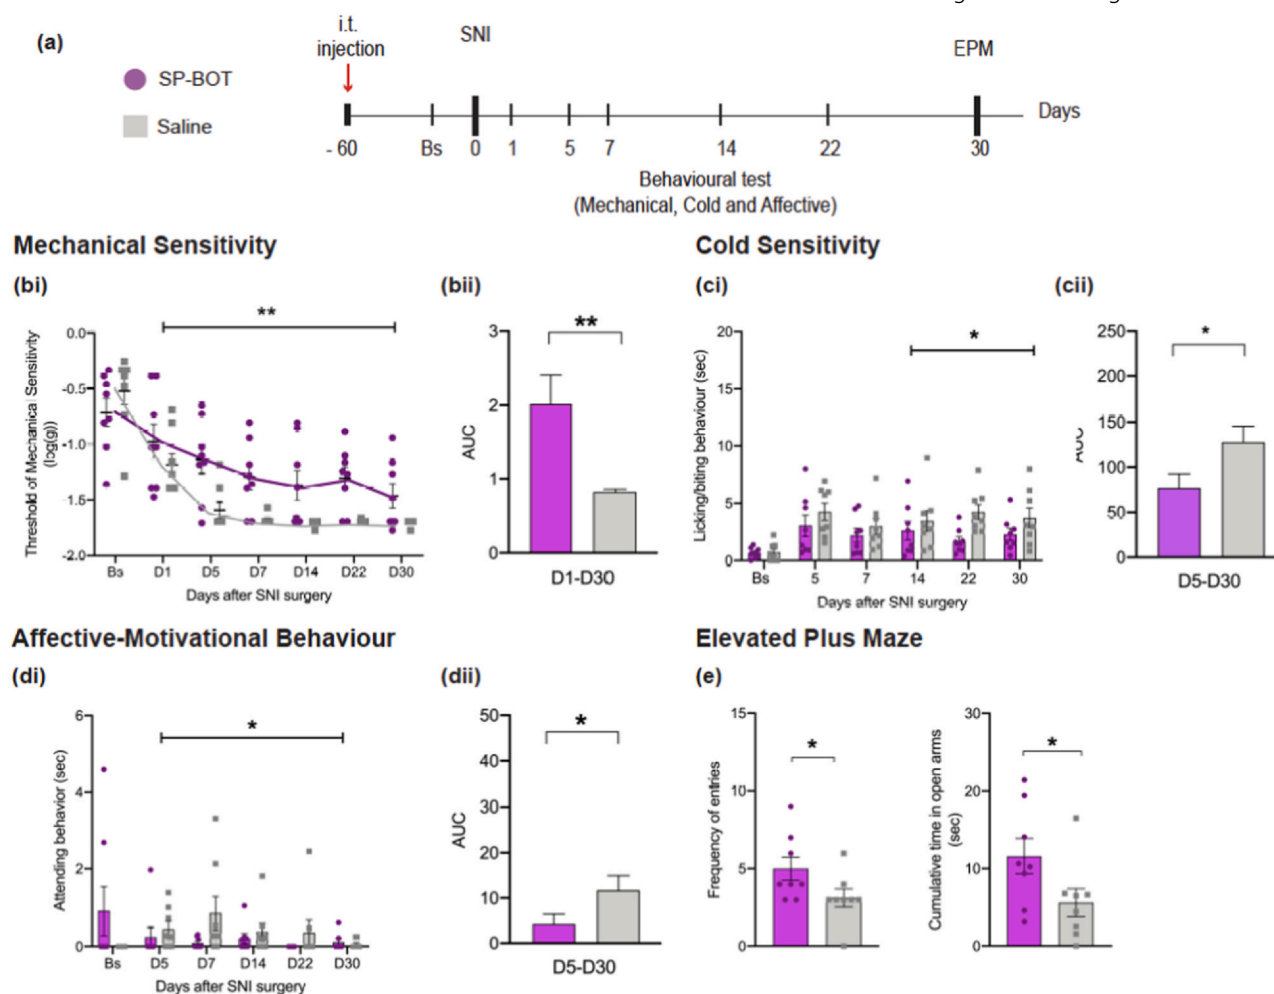 (a)
i.t.
injection
SNI
EPM
SP-BOT
Saline
Days
- 60
Bs
0
1
5
7
14
22
30
Behavioural test
(Mechanical, Cold and Affective)
Mechanical Sensitivity
Cold Sensitivity
(bi)
(bii)
(ci)
(cii)
Threshold of Mechanical Sensitivity
(log(g))
0.0
-0.5
-1.0
-1.5
-2.0
**
Bs
D1
D5
D7
D14
D22
D30
Days after SNI surgery
AUC
3
2
1
0
**
D1-D30
Licking/biting behaviour (sec)
20
15
10
5
0
*
Bs
5
7
14
22
30
Days after SNI surgery
AUC
250
200
150
100
50
0
*
D5-D30
Affective-Motivational Behaviour
Elevated Plus Maze
(di)
(dii)
(e)
Attending behavior (sec)
6
4
2
0
*
Bs
D5
D7
D14
D22
D30
Days after SNI surgery
AUC
50
40
30
20
10
0
*
D5-D30
Frequency of entries
15
10
5
0
*
Cumulative time in open arms
(sec)
30
20
10
0
*